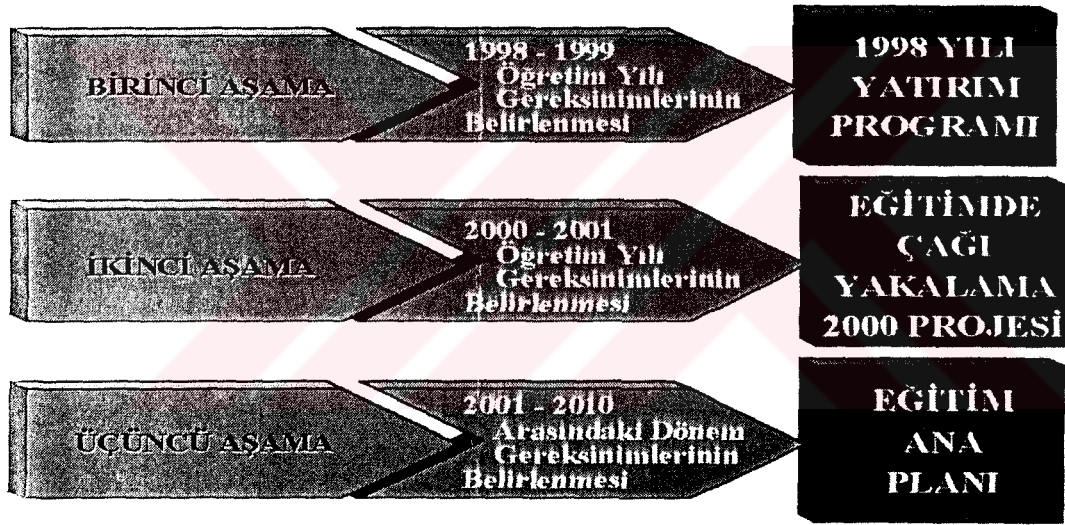 BİRİNCİ AŞAMA
1998 - 1999
Öğretim Yılı
Gereksinimlerinin
Belirlenmesi
1998 YILI
YATIRIM
PROGRAMI
İKİNCİ AŞAMA
2000 - 2001
Öğretim Yılı
Gereksinimlerinin
Belirlenmesi
EĞİTİMDE
ÇAĞI
YAKALAMA
2000 PROJESİ
ÜÇÜNCÜ AŞAMA
2001 - 2010
Arasındaki Dönem
Gereksinimlerinin
Belirlenmesi
EĞİTİM
ANA
PLANI